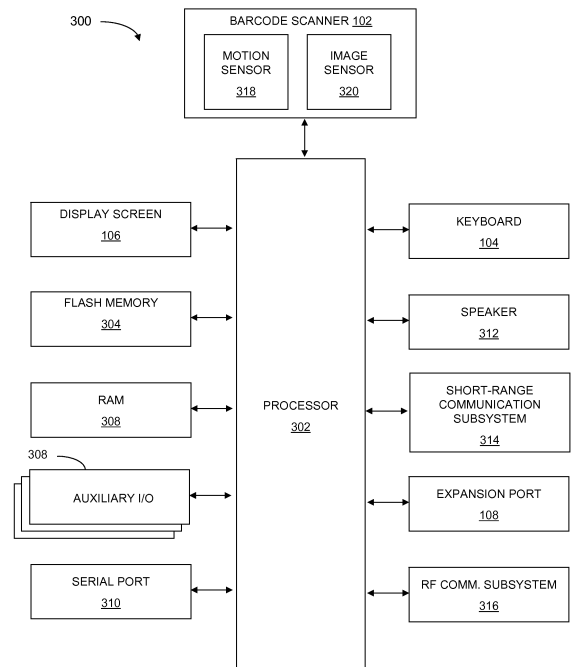 300
BARCODE SCANNER 102
MOTION
SENSOR
318
IMAGE
SENSOR
320
DISPLAY SCREEN
106
FLASH MEMORY
304
RAM
308
308
AUXILIARY I/O
SERIAL PORT
310
PROCESSOR
302
KEYBOARD
104
SPEAKER
312
SHORT-RANGE
COMMUNICATION
SUBSYSTEM
314
EXPANSION PORT
108
RF COMM. SUBSYSTEM
316